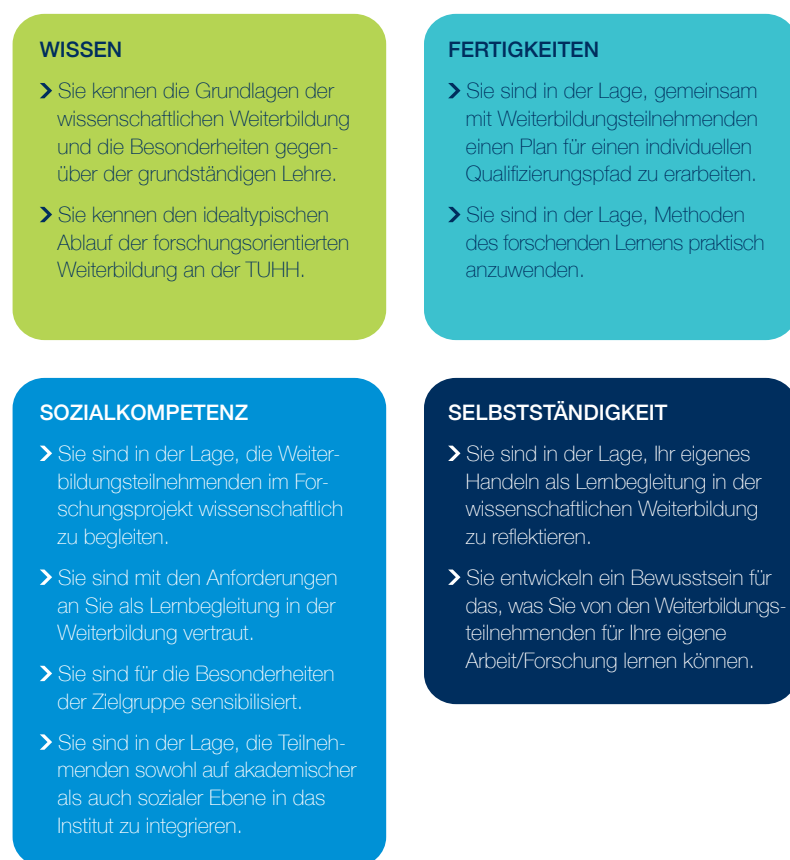 WISSEN
Sie kennen die Grundlagen der
wissenschaftlichen Weiterbildung
und die Besonderheiten gegen-
über der grundständigen Lehre.
Sie kennen den idealtypischen
Ablauf der forschungsorientierten
Weiterbildung an der TUHH.
FERTIGKEITEN
Sie sind in der Lage, gemeinsam
mit Weiterbildungsteilnehmenden
einen Plan für einen individuellen
Qualifizierungspfad zu erarbeiten.
Sie sind in der Lage, Methoden
des forschenden Lernens praktisch
anzuwenden.
SOZIALKOMPETENZ
Sie sind in der Lage, die Weiter-
bildungsteilnehmenden im For-
schungsprojekt wissenschaftlich
zu begleiten.
Sie sind mit den Anforderungen
an Sie als Lernbegleitung in der
Weiterbildung vertraut.
Sie sind für die Besonderheiten
der Zielgruppe sensibilisiert.
Sie sind in der Lage, die Teilneh-
menden sowohl auf akademischer
als auch sozialer Ebene in das
Institut zu integrieren.
SELBSTSTÄNDIGKEIT
Sie sind in der Lage, Ihr eigenes
Handeln als Lernbegleitung in der
wissenschaftlichen Weiterbildung
zu reflektieren.
Sie entwickeln ein Bewusstsein für
das, was Sie von den Weiterbildungs-
teilnehmenden für Ihre eigene
Arbeit/Forschung lernen können.